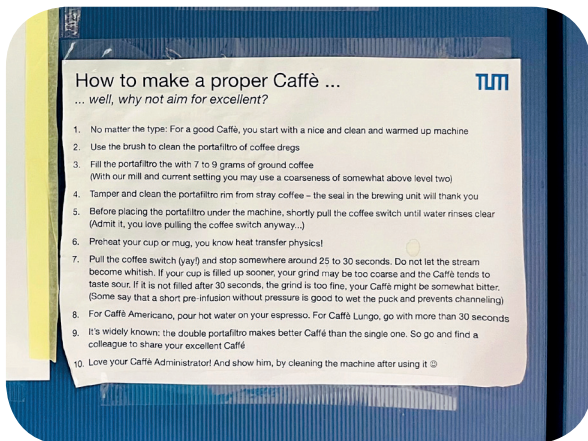 How to make a proper Caffè ...
TUM
... well, why not aim for excellent?
1. No matter the type: For a good Caffè, you start with a nice and clean and warmed up machine
2. Use the brush to clean the portafiltro of coffee dregs
3. Fill the portafiltro the with 7 to 9 grams of ground coffee
(With our mill and current setting you may use a coarseness of somewhat above level two)
4. Tamper and clean the portafiltro rim from stray coffee – the seal in the brewing unit will thank you
5. Before placing the portafiltro under the machine, shortly pull the coffee switch until water rinses clear
(Admit it, you love pulling the coffee switch anyway...)
6. Preheat your cup or mug, you know heat transfer physics!
7. Pull the coffee switch (yay!) and stop somewhere around 25 to 30 seconds. Do not let the stream
become whitish. If your cup is filled up sooner, your grind may be too coarse and the Caffè tends to
taste sour. If it is not filled after 30 seconds, the grind is too fine, your Caffè might be somewhat bitter.
(Some say that a short pre-infusion without pressure is good to wet the puck and prevents channeling)
8. For Caffè Americano, pour hot water on your espresso. For Caffè Lungo, go with more than 30 seconds
9. It's widely known: the double portafiltro makes better Caffè than the single one. So go and find a
colleague to share your excellent Caffé
10. Love your Caffè Administrator! And show him, by cleaning the machine after using it ☺